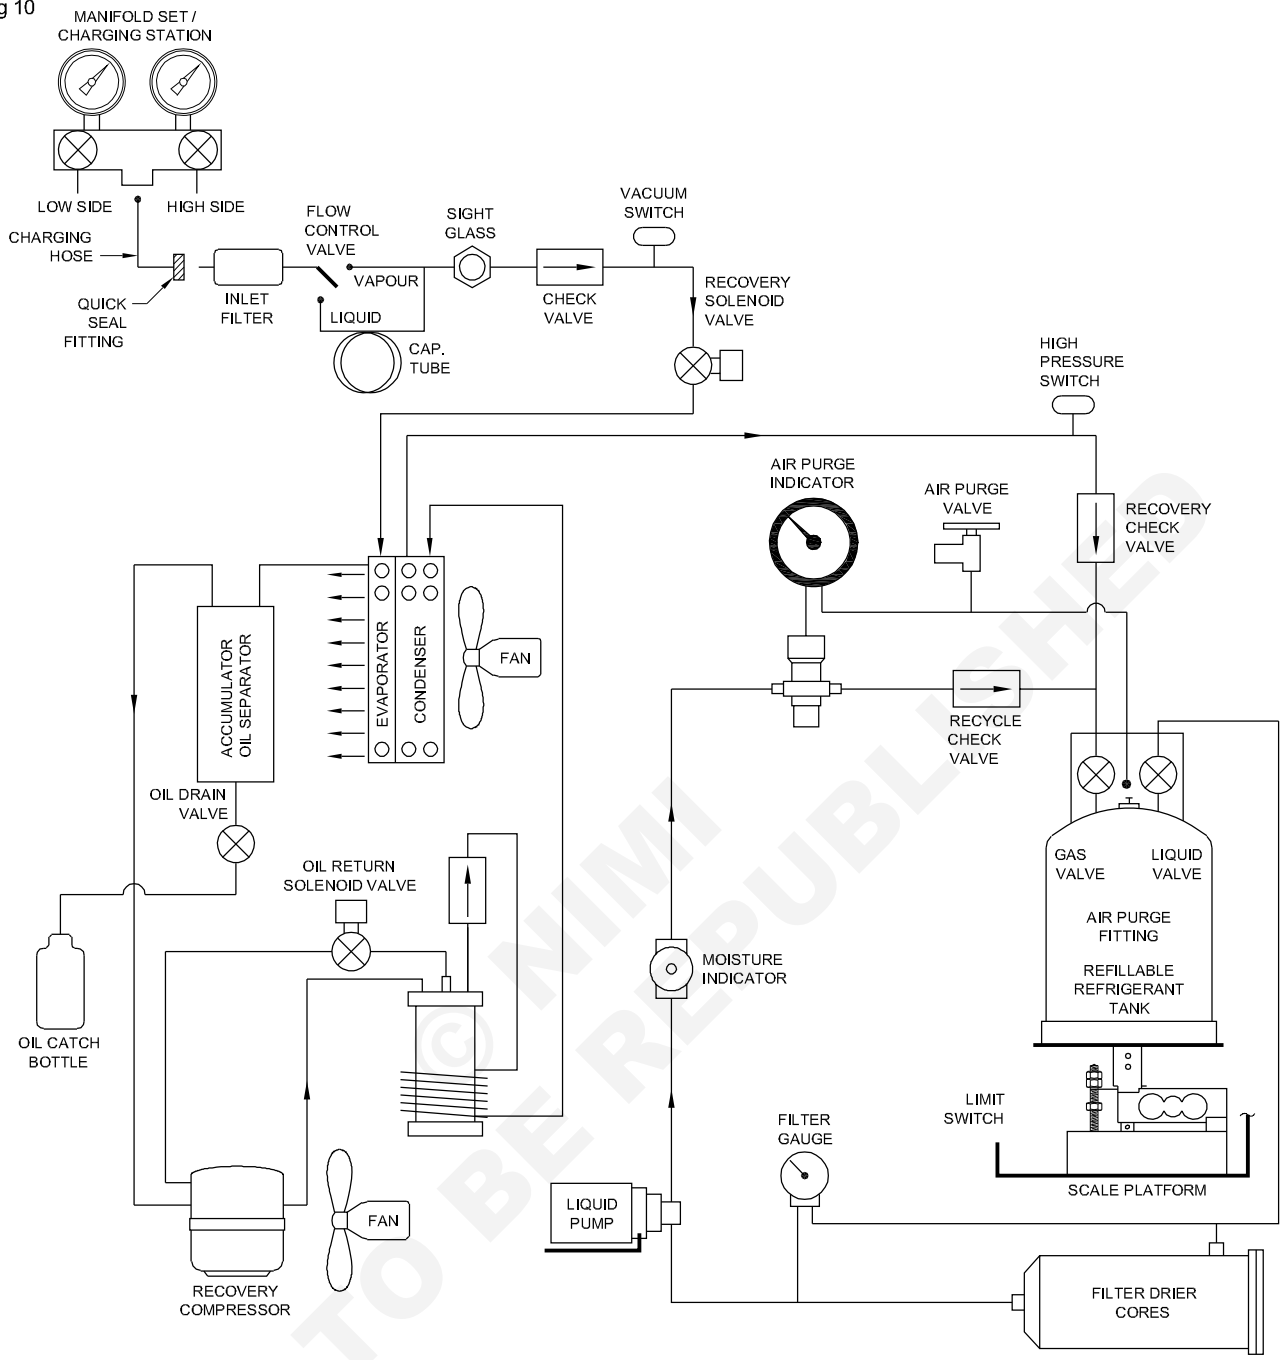 g 10
MANIFOLD SET /
CHARGING STATION
LOW SIDE
HIGH SIDE
CHARGING
HOSE
QUICK
SEAL
FITTING
INLET
FILTER
FLOW
CONTROL
VALVE
VAPOUR
LIQUID
CAP.
TUBE
SIGHT
GLASS
CHECK
VALVE
VACUUM
SWITCH
RECOVERY
SOLENOID
VALVE
HIGH
PRESSURE
SWITCH
AIR PURGE
INDICATOR
AIR PURGE
VALVE
RECOVERY
CHECK
VALVE
ACCUMULATOR
OIL SEPARATOR
EVAPORATOR
CONDENSER
FAN
RECYCLE
CHECK
VALVE
OIL DRAIN
VALVE
OIL RETURN
SOLENOID VALVE
GAS
VALVE
LIQUID
VALVE
AIR PURGE
FITTING
REFILLABLE
REFRIGERANT
TANK
MOISTURE
INDICATOR
OIL CATCH
BOTTLE
LIMIT
SWITCH
SCALE PLATFORM
FILTER
GAUGE
LIQUID
PUMP
FAN
RECOVERY
COMPRESSOR
FILTER DRIER
CORES
© NIMI
TO BE REPUBLISHED